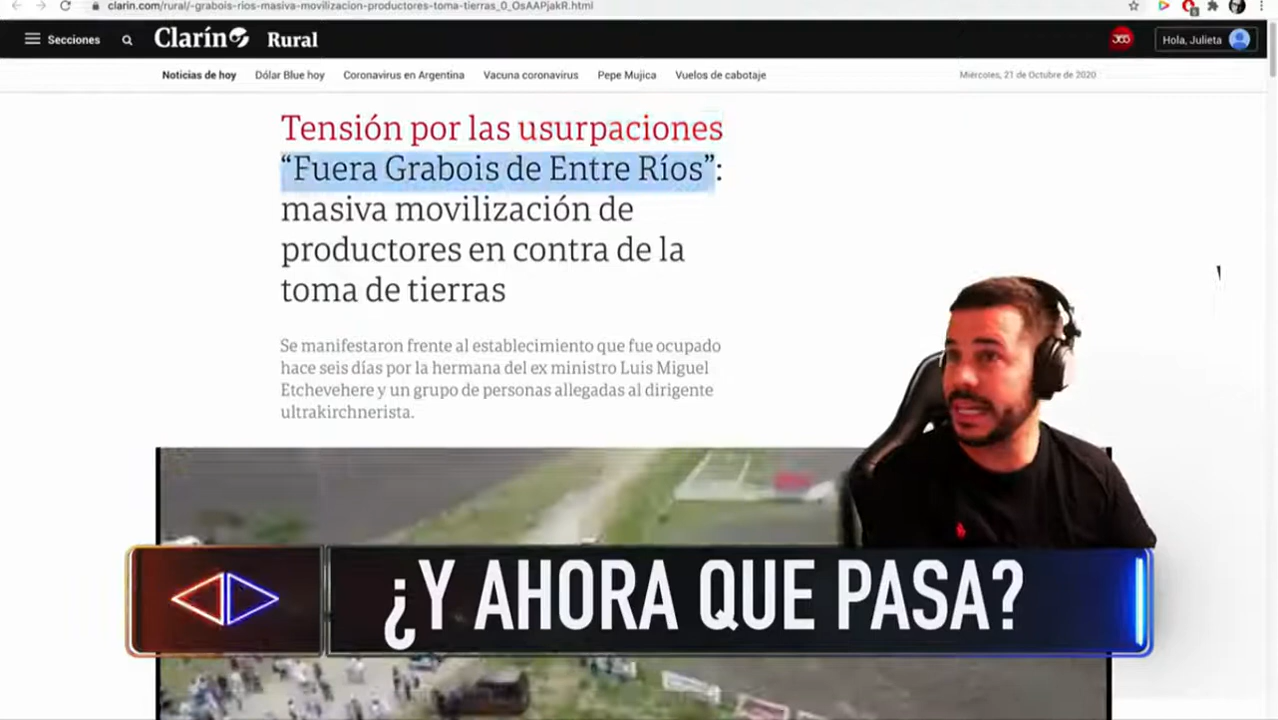 clarin.com/rural/-grabois-rios-masiva-movilizacion-productores-toma-tierras_0_OsAAPjakR.html
Secciones Clarín Rural 365 Hola, Julieta
Noticias de hoy Dólar Blue hoy Coronavirus en Argentina Vacuna coronavirus Pepe Mujica Vuelos de cabotaje Miércoles, 21 de Octubre de 2020
Tensión por las usurpaciones
“Fuera Grabois de Entre Ríos”:
masiva movilización de
productores en contra de la
toma de tierras
Se manifestaron frente al establecimiento que fue ocupado
hace seis días por la hermana del ex ministro Luis Miguel
Etchevehere y un grupo de personas allegadas al dirigente
ultrakirchnerista.
¿Y AHORA QUE PASA?